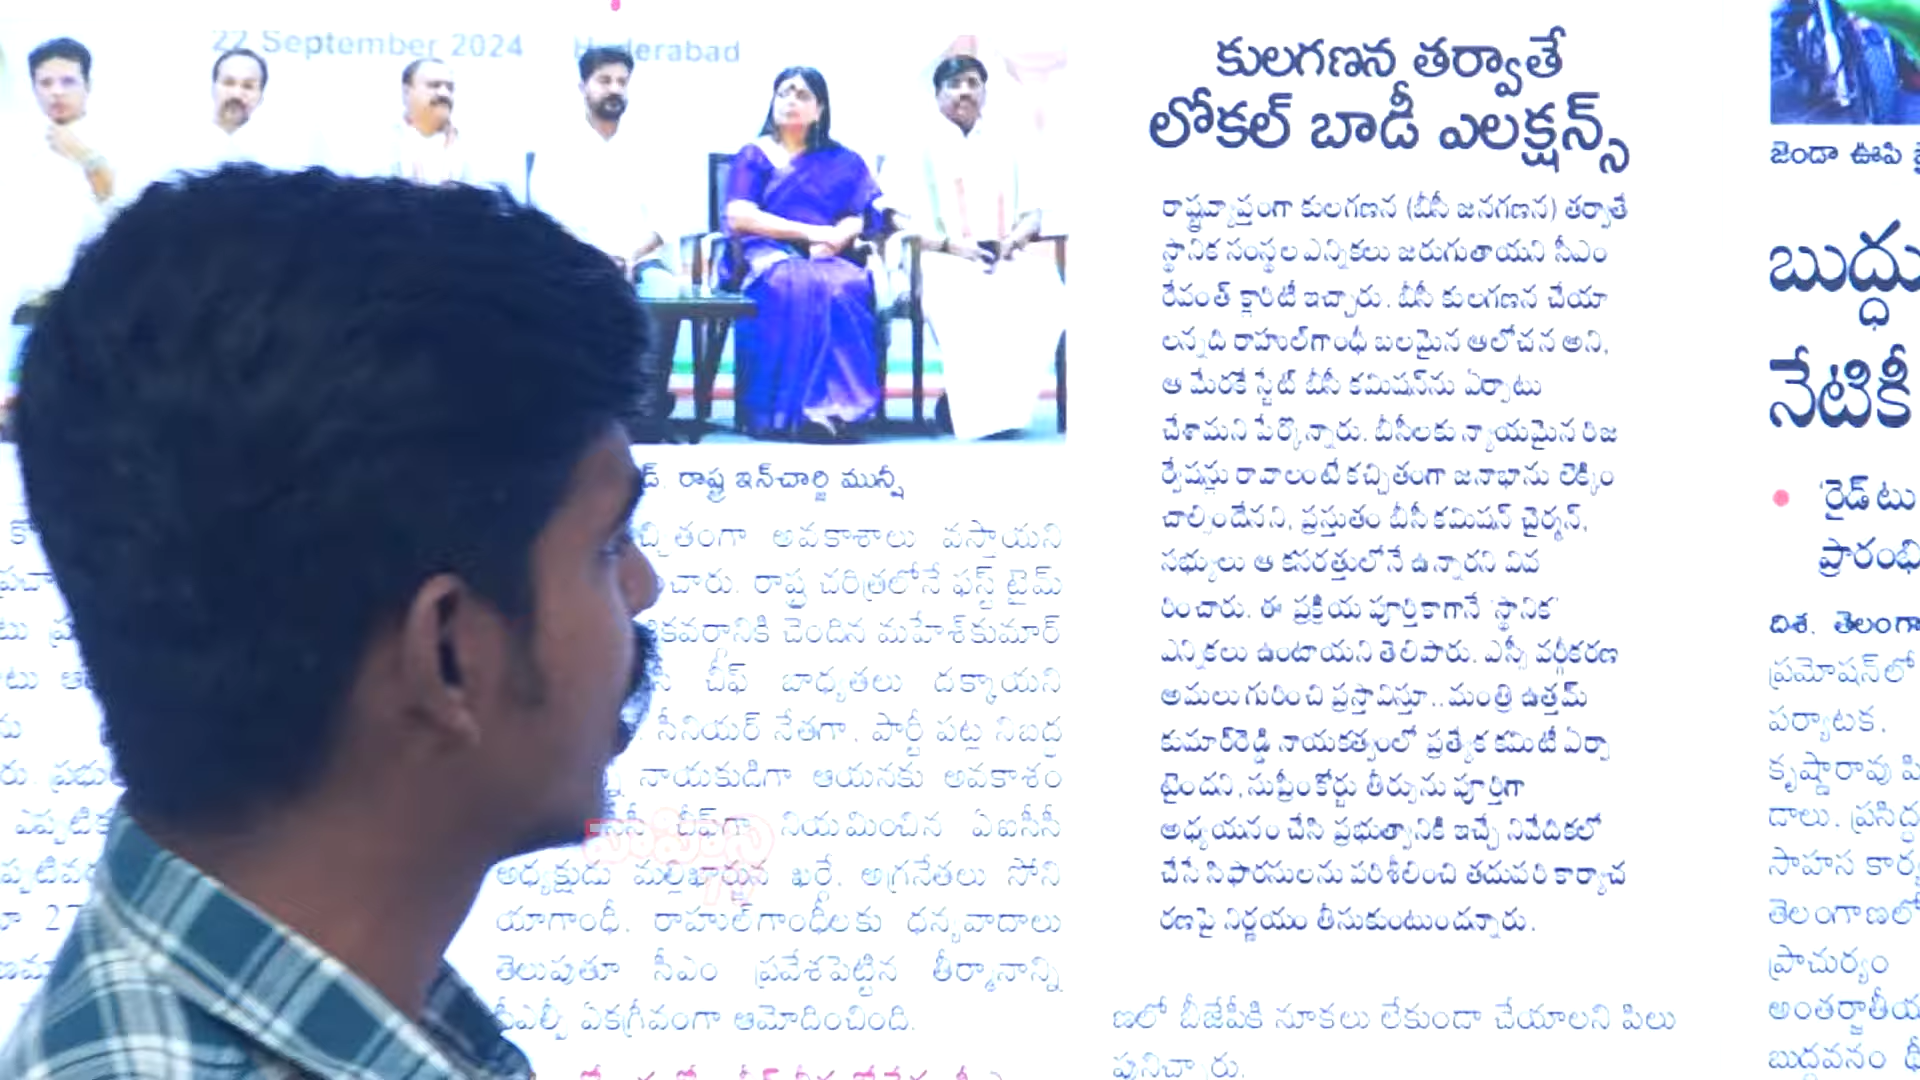 22 September 2024 Hyderabad
రాష్ట్ర ఇన్‌చార్జి మున్షీ
అవకాశాలు వస్తాయని
రాష్ట్ర చరిత్రలోనే ఫస్ట్ టైమ్
చెందిన మహేశ్‌కుమార్
చీఫ్ బాధ్యతలు దక్కాయని
సీనియర్ నేతగా, పార్టీ పట్ల నిబద్ధ
నాయకుడిగా ఆయనకు అవకాశం
చీఫ్‌గా నియమించిన ఏఐసీసీ
అధ్యక్షుడు మల్లిఖార్జున ఖర్గే, అగ్రనేతలు సోని
యాగాంధీ, రాహుల్‌గాంధీలకు ధన్యవాదాలు
తెలుపుతూ సీఎం ప్రవేశపెట్టిన తీర్మానాన్ని
ఏకగ్రీవంగా ఆమోదించింది.
కులగణన తర్వాతే
లోకల్ బాడీ ఎలక్షన్స్
రాష్ట్రవ్యాప్తంగా కులగణన (బీసీ జనగణన) తర్వాతే
స్థానిక సంస్థల ఎన్నికలు జరుగుతాయని సీఎం
రేవంత్ క్లారిటీ ఇచ్చారు. బీసీ కులగణన చేయా
లన్నది రాహుల్‌గాంధీ బలమైన ఆలోచన అని,
ఆ మేరకే స్టేట్ బీసీ కమిషన్‌ను ఏర్పాటు
చేశామని పేర్కొన్నారు. బీసీలకు న్యాయమైన రిజ
ర్వేషన్లు రావాలంటే కచ్చితంగా జనాభాను లెక్కిం
చాల్సిందేనని, ప్రస్తుతం బీసీ కమిషన్ చైర్మన్,
సభ్యులు ఆ కసరత్తులోనే ఉన్నారని వివ
రించారు. ఈ ప్రక్రియ పూర్తికాగానే 'స్థానిక'
ఎన్నికలు ఉంటాయని తెలిపారు. ఎస్సీ వర్గీకరణ
అమలు గురించి ప్రస్తావిస్తూ.. మంత్రి ఉత్తమ్
కుమార్‌రెడ్డి నాయకత్వంలో ప్రత్యేక కమిటీ ఏర్పా
టైందని, సుప్రీంకోర్టు తీర్పును పూర్తిగా
అధ్యయనం చేసి ప్రభుత్వానికి ఇచ్చే నివేదికలో
చేసే సిఫారసులను పరిశీలించి తదుపరి కార్యాచ
రణపై నిర్ణయం తీసుకుంటుందన్నారు.
ణలో బీజేపీకి నూకలు లేకుండా చేయాలని పిలు
పునిచ్చారు.
జెండా ఊపి
నేటికీ
'రైడ్ టు
దిశ, తెలంగా
ప్రమోషన్‌లో
పర్యాటక,
కృష్ణారావు
దాలు, ప్రసిద్ధ
సాహస
తెలంగాణలో
ప్రాచుర్యం
అంతర్జాతీయ
బుద్ధవనం